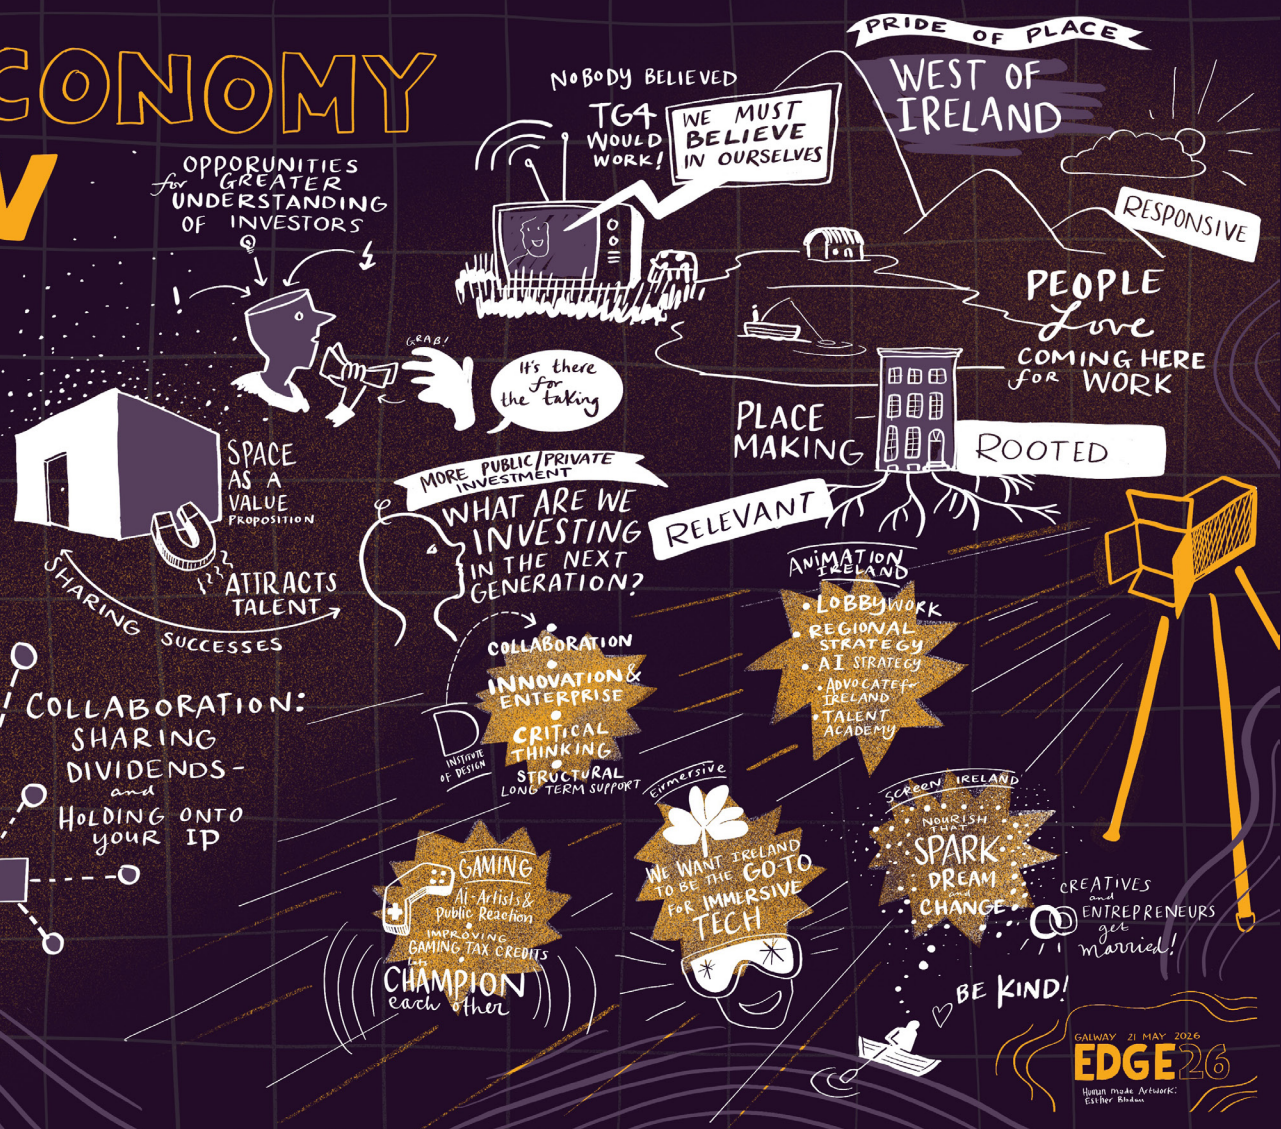 CONOMY
PRIDE OF PLACE
WEST OF
IRELAND
NOBODY BELIEVED
TG4
WOULD
WORK!
WE MUST
BELIEVE
IN OURSELVES
OPPORUNITIES
for GREATER
UNDERSTANDING
OF INVESTORS
RESPONSIVE
PEOPLE
Love
COMING HERE
for WORK
GRAB!
It's there
for
the taking
PLACE
MAKING
ROOTED
RELEVANT
SPACE
AS A
VALUE
PROPOSITION
ATTRACTS
TALENT
SHARING SUCCESSES
MORE PUBLIC/PRIVATE
INVESTMENT
WHAT ARE WE
INVESTING
IN THE NEXT
GENERATION?
ANIMATION
IRELAND
• LOBBYWORK
• REGIONAL
STRATEGY
• AI STRATEGY
• ADVOCATE for
IRELAND
• TALENT
ACADEMY
COLLABORATION
INNOVATION &
ENTERPRISE
CRITICAL
THINKING
STRUCTURAL
LONG TERM SUPPORT
D
INSTITUTE
OF DESIGN
COLLABORATION:
SHARING
DIVIDENDS-
and
HOLDING ONTO
YOUR IP
GAMING
AI-Artists &
Public Reaction
IMPROVING
GAMING TAX CREDITS
Lets
CHAMPION
each other
Eirmersive
WE WANT IRELAND
TO BE THE GO-TO
FOR IMMERSIVE
TECH
SCREEN IRELAND
NOURISH
THAT
SPARK
DREAM
and
CHANGE
CREATIVES
and
ENTREPRENEURS
get
married!
BE KIND!
GALWAY 21 MAY 2026
EDGE26
Human made Artwork:
Esther Blodau